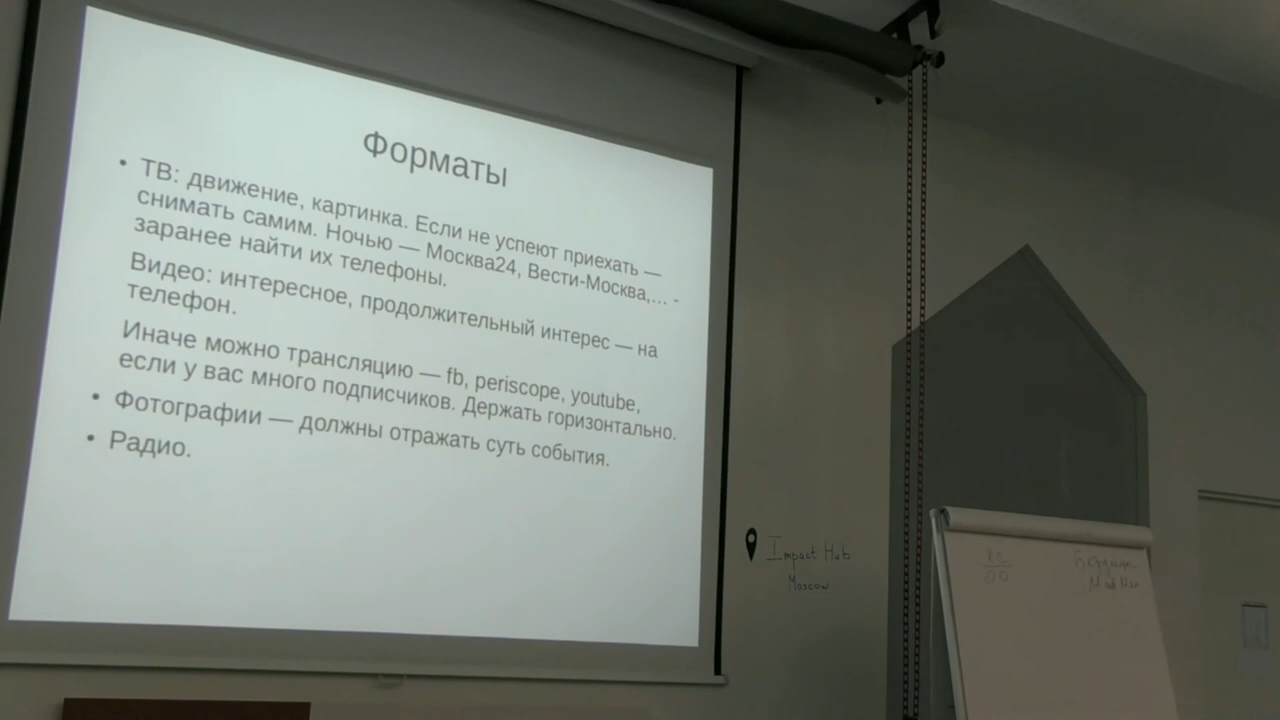 Форматы
• ТВ: движение, картинка. Если не успеют приехать —
снимать самим. Ночью — Москва24, Вести-Москва,... -
заранее найти их телефоны.
Видео: интересное, продолжительный интерес — на
телефон.
Иначе можно трансляцию — fb, periscope, youtube,
если у вас много подписчиков. Держать горизонтально.
• Фотографии — должны отражать суть события.
• Радио.
Impact Hub
Moscow